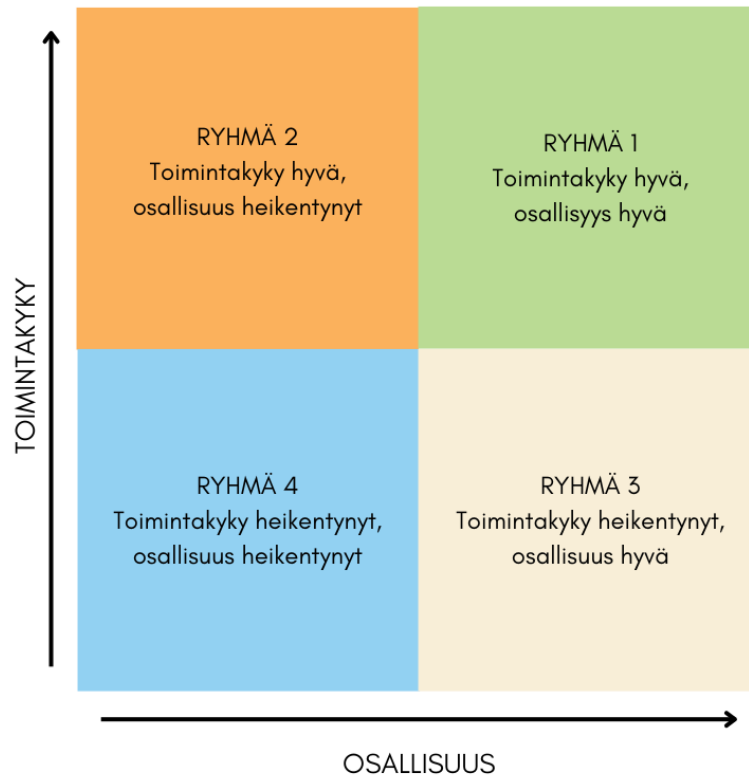 RYHMÄ 2
Toimintakyky hyvä,
osallisuus heikentynyt
RYHMÄ 1
Toimintakyky hyvä,
osallisyys hyvä
TOIMINTAKYKY
RYHMÄ 4
Toimintakyky heikentynyt,
osallisuus heikentynyt
RYHMÄ 3
Toimintakyky heikentynyt,
osallisuus hyvä
OSALLISUUS